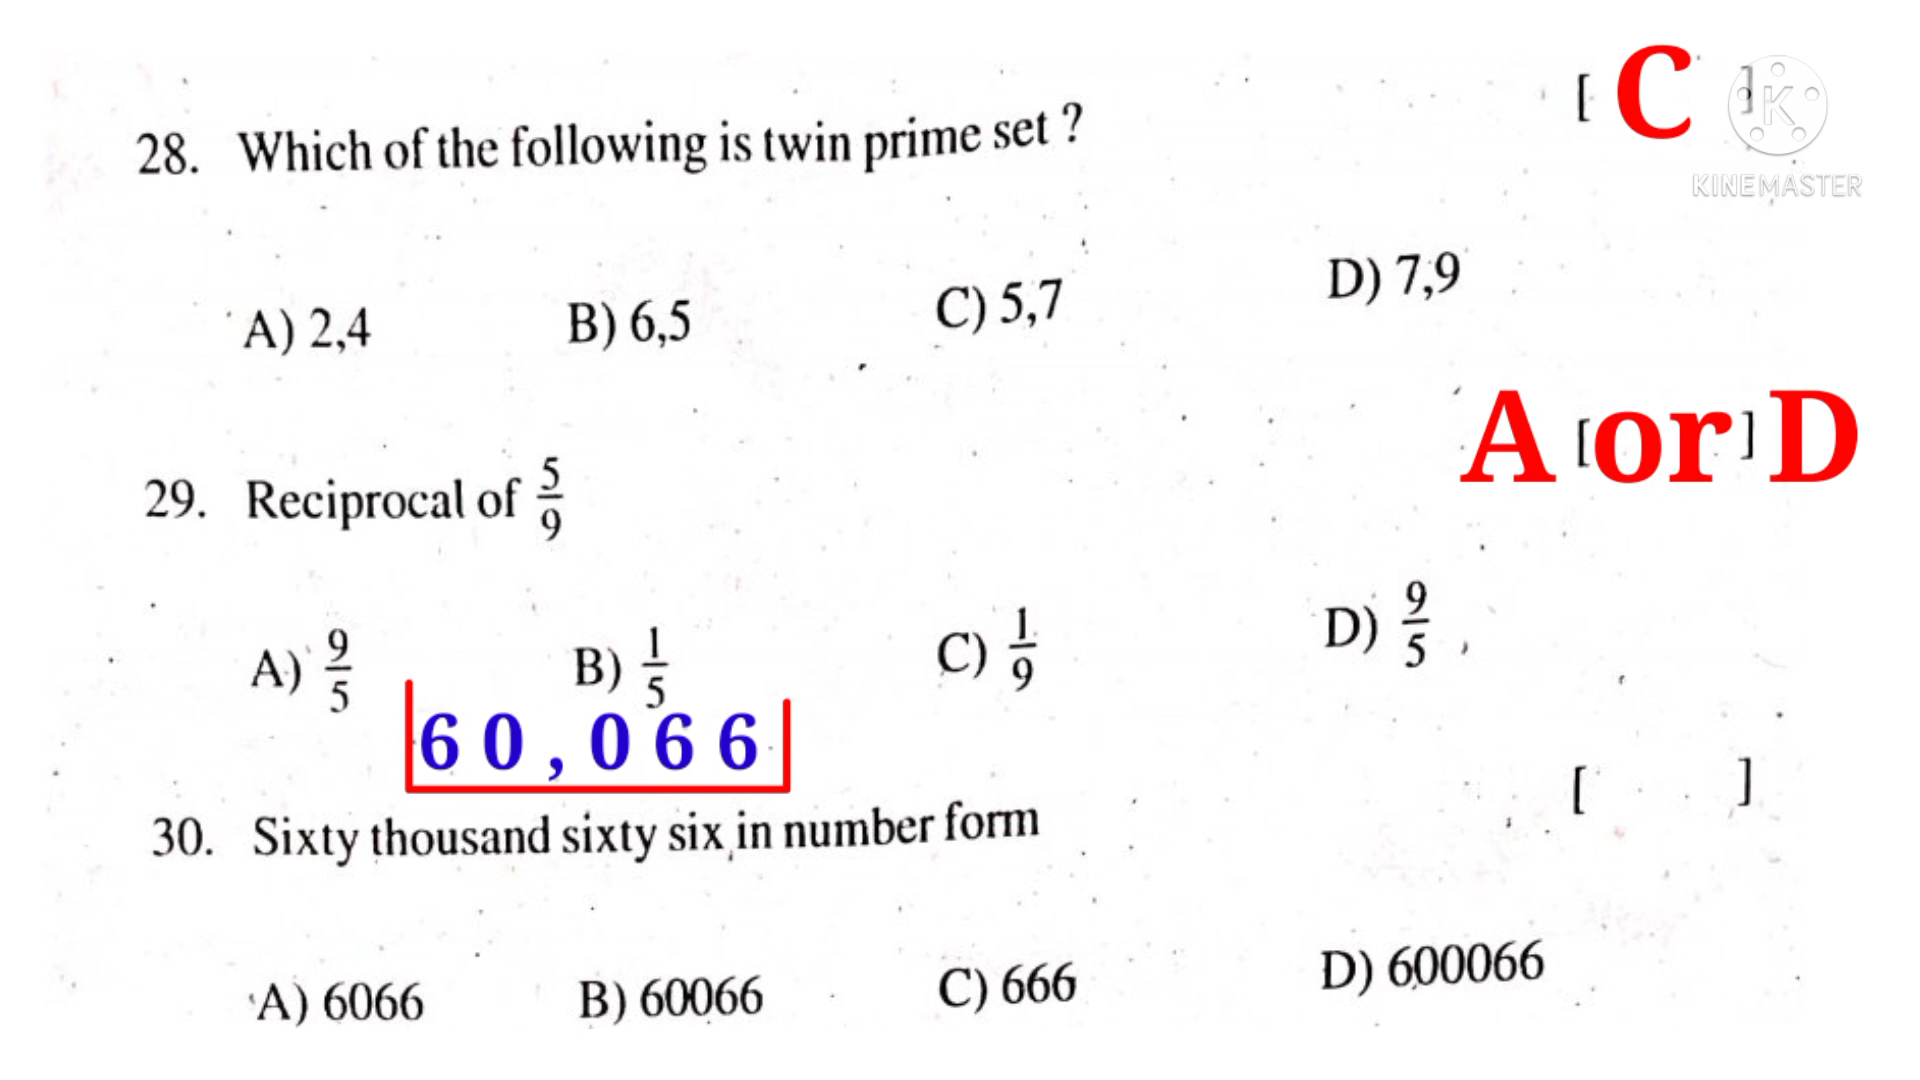 [ C ]
KINEMASTER
28. Which of the following is twin prime set ?
A) 2,4 B) 6,5 C) 5,7 D) 7,9
A [or] D
29. Reciprocal of 5/9
A) 9/5 B) 1/5 C) 1/9 D) 9/5
60,066
[ ]
30. Sixty thousand sixty six in number form
A) 6066 B) 60066 C) 666 D) 600066